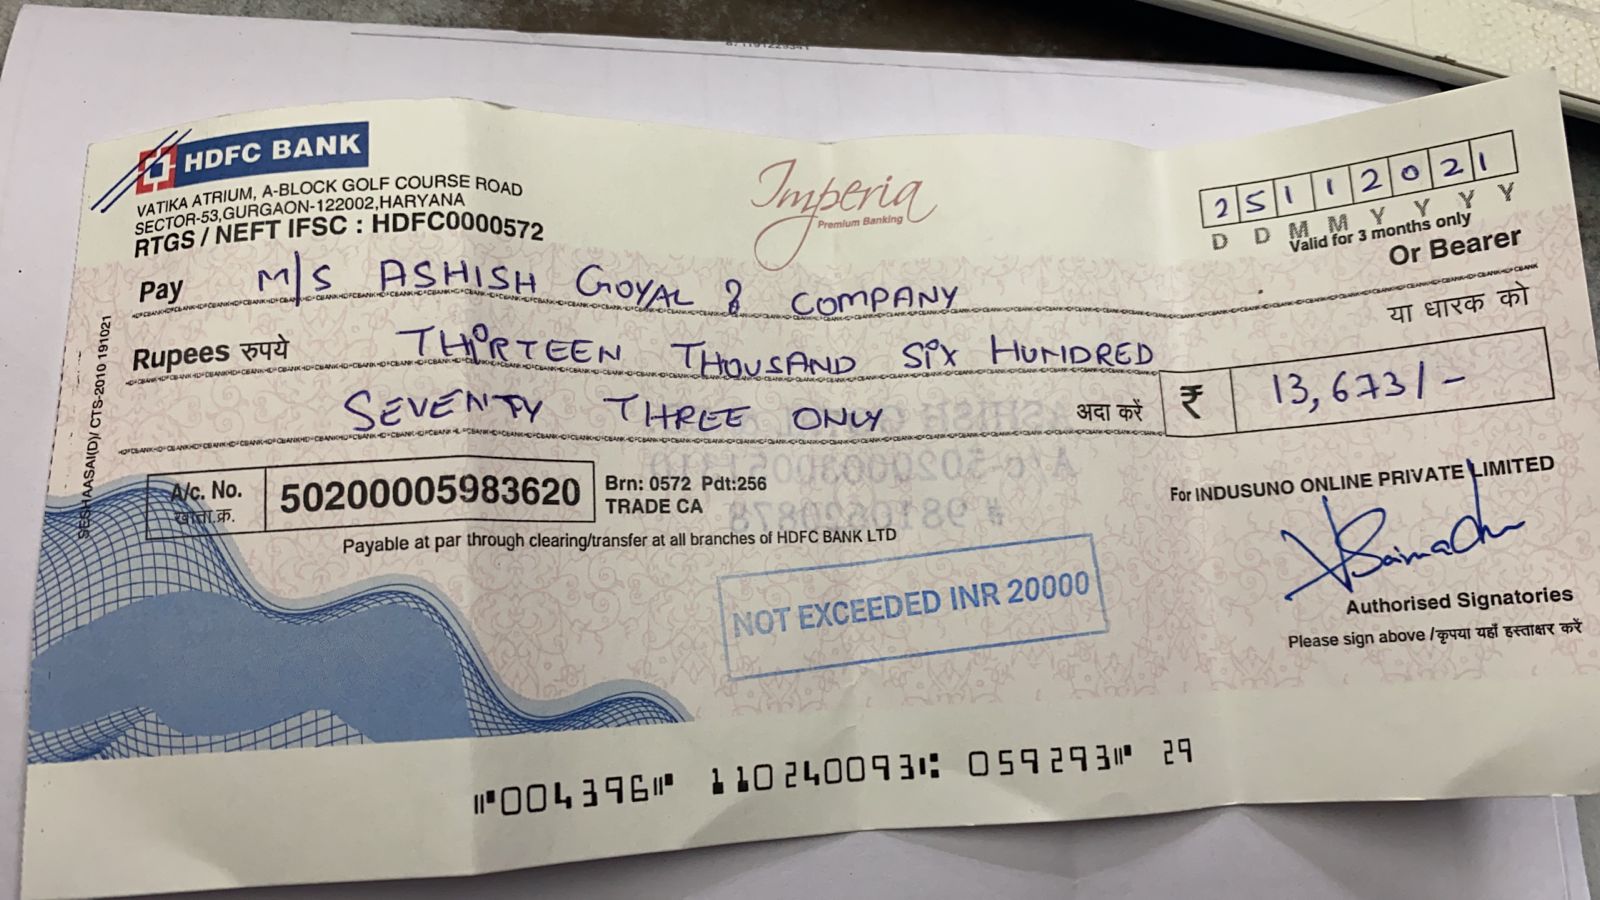 HDFC BANK
VATIKA ATRIUM, A-BLOCK GOLF COURSE ROAD
SECTOR-53,GURGAON-122002,HARYANA
RTGS / NEFT IFSC : HDFC0000572
Imperia
Premium Banking
2 5 1 1 2 0 2 1
D D M M Y Y Y Y
Valid for 3 months only
Or Bearer
या धारक को
Pay M/S ASHISH GOYAL & COMPANY
Rupees रुपये THIRTEEN THOUSAND SIX HUNDRED
SEVENTY THREE ONLY अदा करें ₹ 13,673/-
A/c. No. 50200005983620
खाता.क्र.
Brn: 0572 Pdt:256
TRADE CA
Payable at par through clearing/transfer at all branches of HDFC BANK LTD
NOT EXCEEDED INR 20000
For INDUSUNO ONLINE PRIVATE LIMITED
Authorised Signatories
Please sign above /कृपया यहाँ हस्ताक्षर करें
SESHAASAI(D)/ CTS-2010 191021
⑈004396⑈ 110240093⑆ 059293⑈ 29